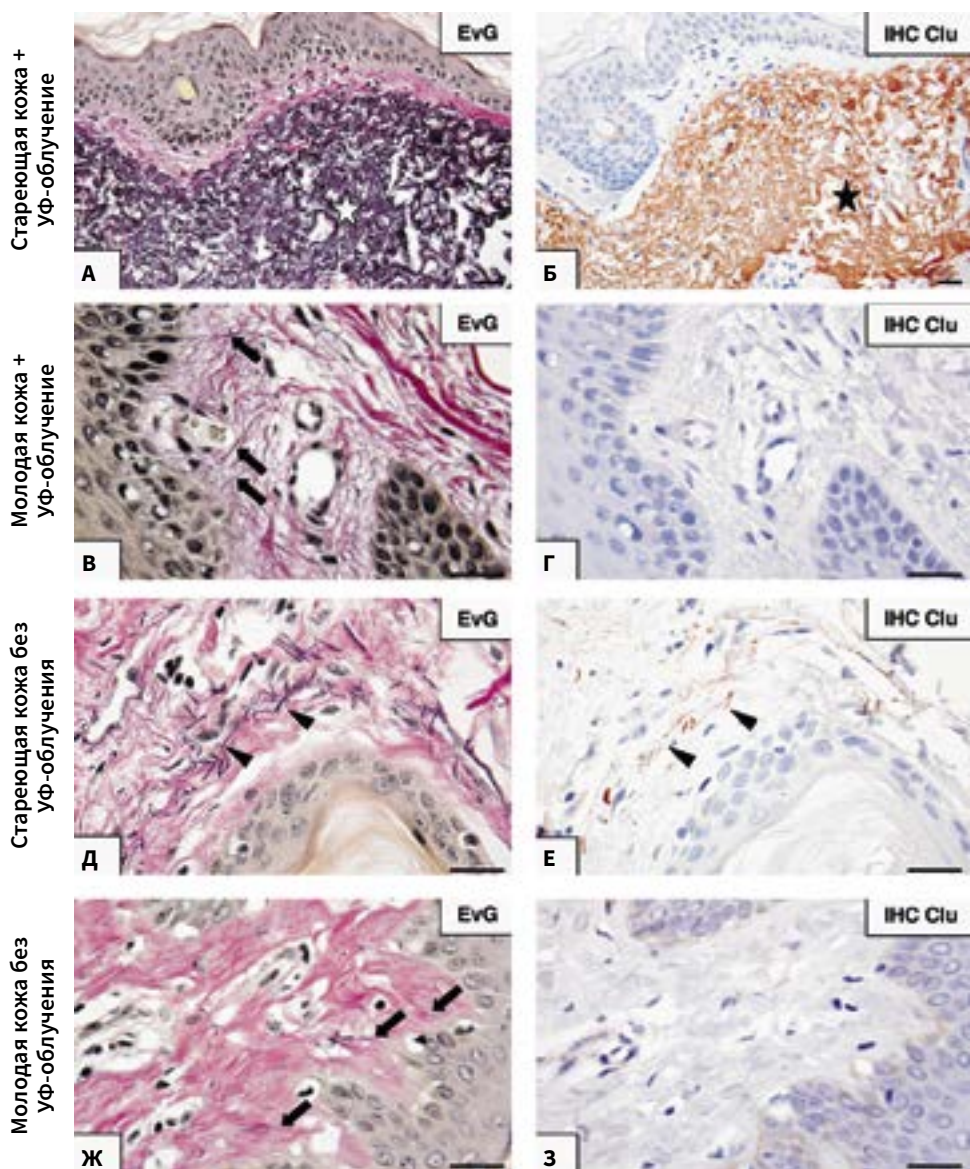 Стареющая кожа +
УФ-облучение
EvG
А
IHC Clu
Б
Молодая кожа +
УФ-облучение
EvG
В
IHC Clu
Г
Стареющая кожа без
УФ-облучения
EvG
Д
IHC Clu
Е
Молодая кожа без
УФ-облучения
EvG
Ж
IHC Clu
З